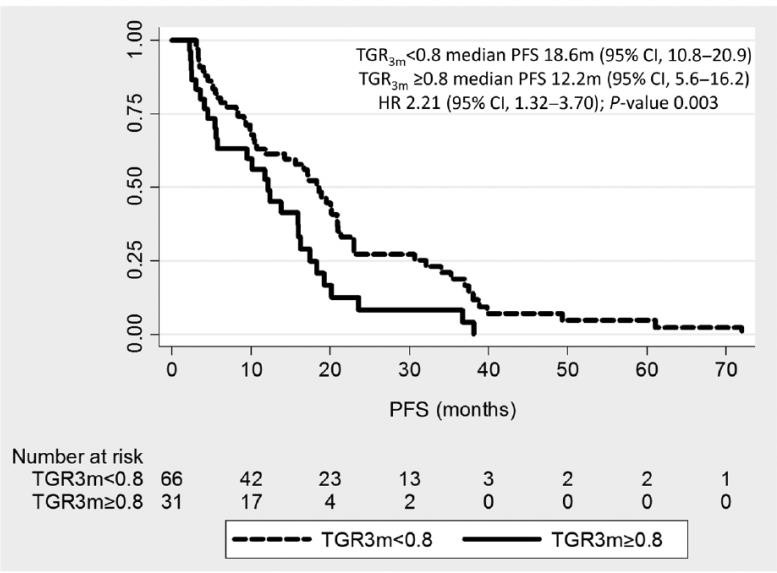 TGR3m<0.8 median PFS 18.6m (95% CI, 10.8–20.9)
TGR3m ≥0.8 median PFS 12.2m (95% CI, 5.6–16.2)
HR 2.21 (95% CI, 1.32–3.70); P-value 0.003
1.00
0.75
0.50
0.25
0.00
0 10 20 30 40 50 60 70
PFS (months)
Number at risk
TGR3m<0.8 66 42 23 13 3 2 2 1
TGR3m≥0.8 31 17 4 2 0 0 0 0
TGR3m<0.8 TGR3m≥0.8